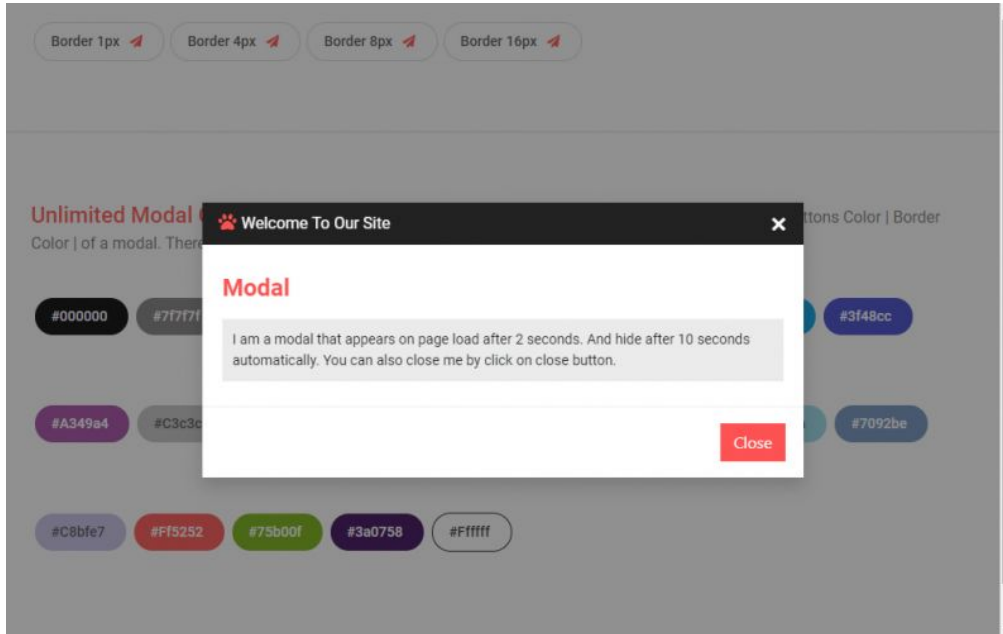 Border 1px
Border 4px
Border 8px
Border 16px
Unlimited Modal
ttons Color | Border
Color | of a modal. There
Welcome To Our Site
Modal
I am a modal that appears on page load after 2 seconds. And hide after 10 seconds
automatically. You can also close me by click on close button.
Close
#000000
#7f7f7f
#3f48cc
#A349a4
#C3c3c
#7092be
#C8bfe7
#Ff5252
#75b00f
#3a0758
#Ffffff